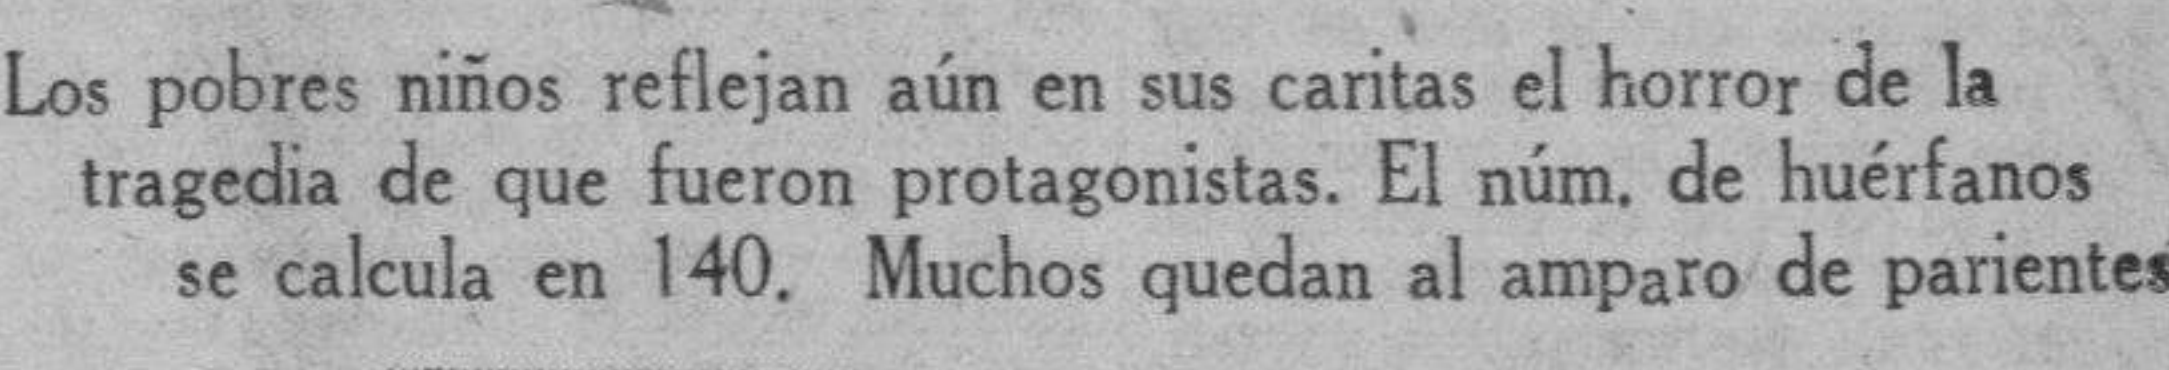 Los pobres niños reflejan aún en sus caritas el horror de la
tragedia de que fueron protagonistas. El núm. de huérfanos
se calcula en 140. Muchos quedan al amparo de parientes